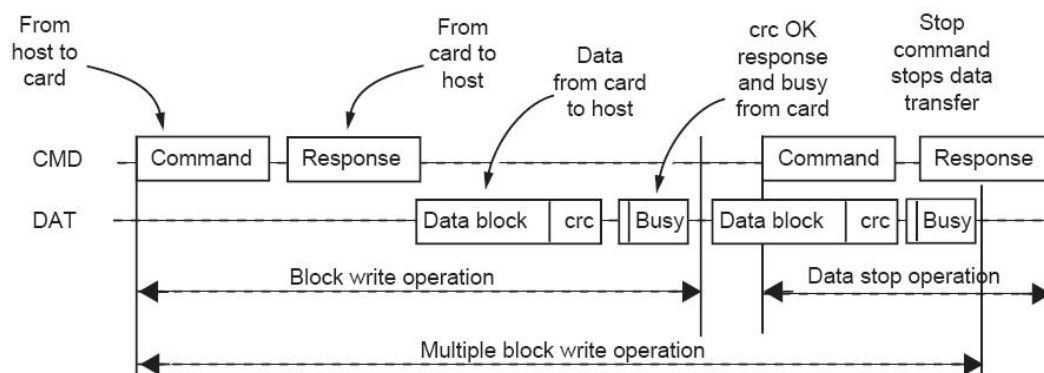 From
host to
card
From
card to
host
Data
from card
to host
crc OK
response
and busy
from card
Stop
command
stops data
transfer
CMD
Command
Response
Command
Response
DAT
Data block
crc
Busy
Data block
crc
Busy
Block write operation
Data stop operation
Multiple block write operation